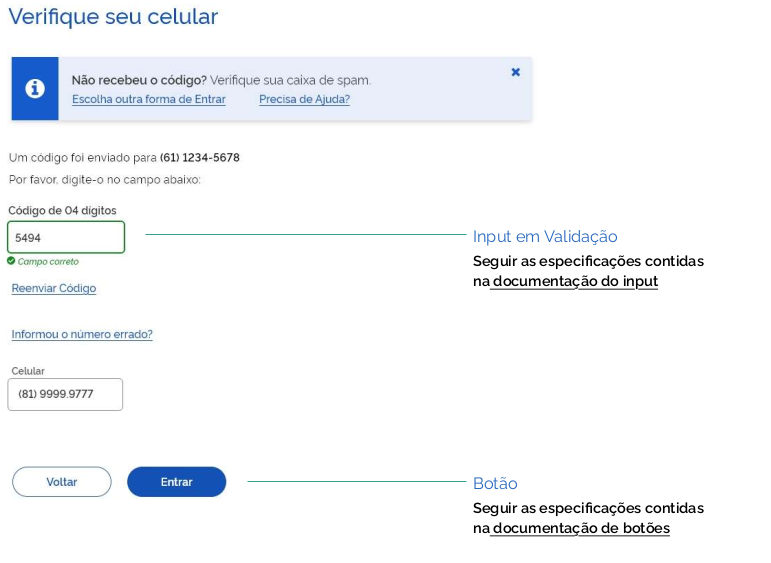 Verifique seu celular
Não recebeu o código? Verifique sua caixa de spam.
Escolha outra forma de Entrar Precisa de Ajuda?
Um código foi enviado para (61) 1234-5678
Por favor, digite-o no campo abaixo:
Código de 04 dígitos
5494
Campo correto
Reenviar Código
Input em Validação
Seguir as especificações contidas
na documentação do input
Informou o número errado?
Celular
(81) 9999.9777
Voltar
Entrar
Botão
Seguir as especificações contidas
na documentação de botões